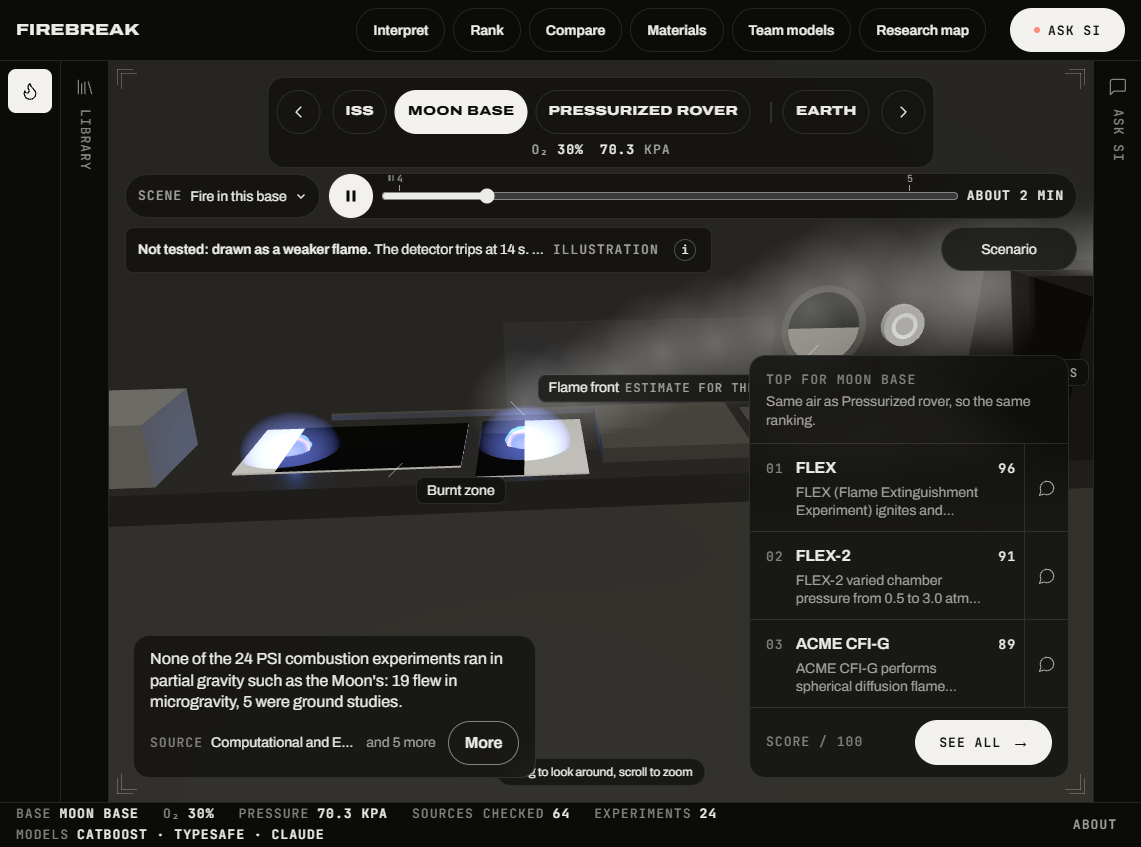 FIREBREAK
Interpret
Rank
Compare
Materials
Team models
Research map
ASK SI
LIBRARY
ISS
MOON BASE
PRESSURIZED ROVER
EARTH
O₂ 30% 70.3 KPA
SCENE Fire in this base
4
5
ABOUT 2 MIN
Not tested: drawn as a weaker flame. The detector trips at 14 s. ... ILLUSTRATION i
Scenario
ASK SI
Flame front ESTIMATE FOR
S
Burnt zone
TOP FOR MOON BASE
Same air as Pressurized rover, so the same
ranking.
01 FLEX 96
FLEX (Flame Extinguishment
Experiment) ignites and...
02 FLEX-2 91
FLEX-2 varied chamber
pressure from 0.5 to 3.0 atm...
03 ACME CFI-G 89
ACME CFI-G performs
spherical diffusion flame...
SCORE / 100
SEE ALL →
None of the 24 PSI combustion experiments ran in
partial gravity such as the Moon's: 19 flew in
microgravity, 5 were ground studies.
SOURCE Computational and E... and 5 more
More
to look around, scroll to zoom
BASE MOON BASE O₂ 30% PRESSURE 70.3 KPA SOURCES CHECKED 64 EXPERIMENTS 24
MODELS CATBOOST · TYPESAFE · CLAUDE
ABOUT